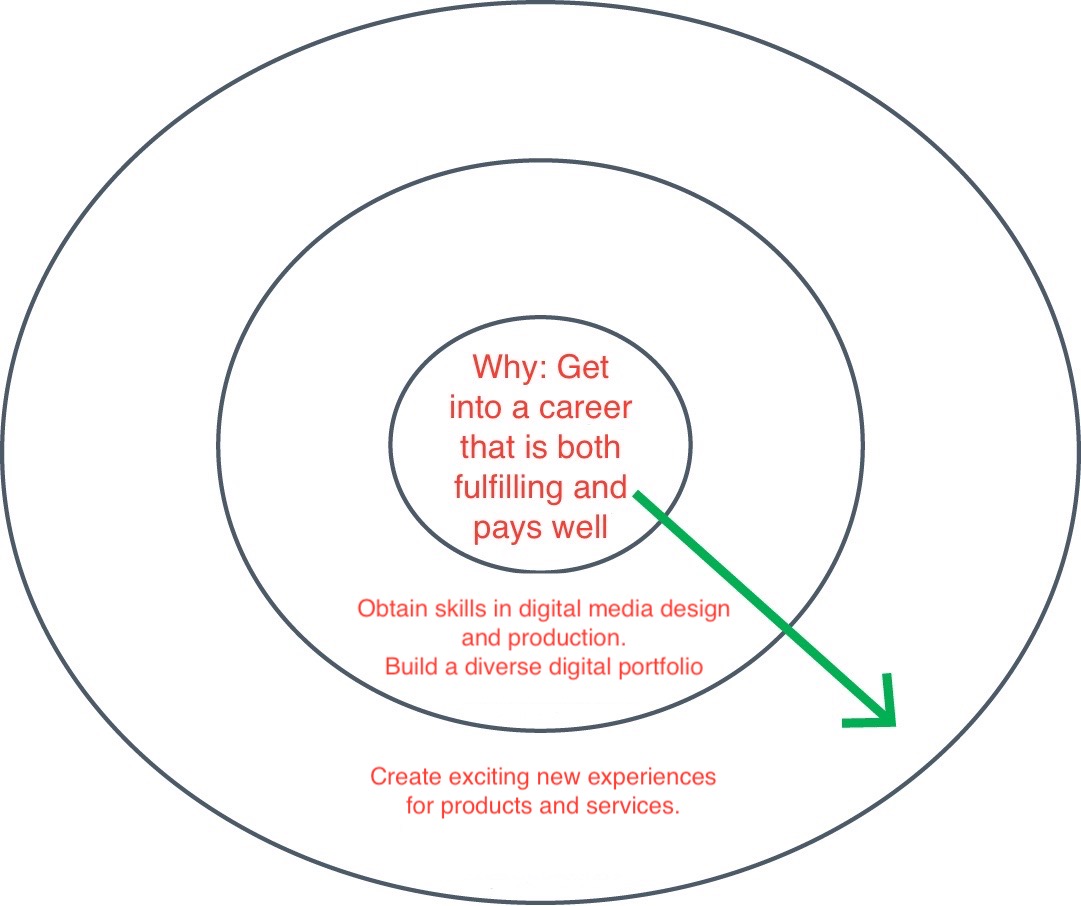 Why: Get
into a career
that is both
fulfilling and
pays well
Obtain skills in digital media design
and production.
Build a diverse digital portfolio
Create exciting new experiences
for products and services.